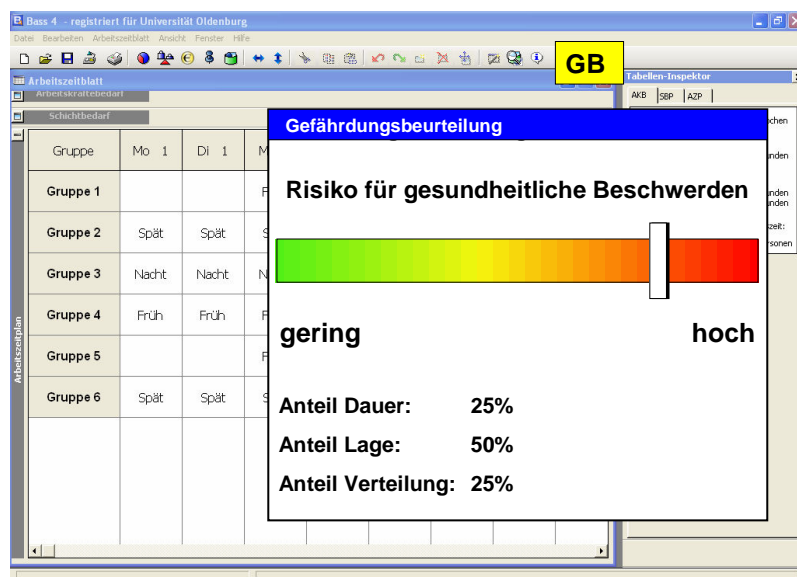 Bass 4 - registriert für Universität Oldenburg
Datei Bearbeiten Arbeitszeitblatt Ansicht Fenster Hilfe
GB
Arbeitszeitblatt
Tabellen-Inspektor
Arbeitskräftebedarf
AKB SBP AZP
Schichtbedarf
Gefährdungsbeurteilung
Gruppe Mo 1 Di 1 M
Gruppe 1 F
Risiko für gesundheitliche Beschwerden
Gruppe 2 Spät Spät S
Gruppe 3 Nacht Nacht N
Gruppe 4 Früh Früh F
gering hoch
Gruppe 5 F
Gruppe 6 Spät Spät S
Arbeitszeitplan
Anteil Dauer: 25%
Anteil Lage: 50%
Anteil Verteilung: 25%